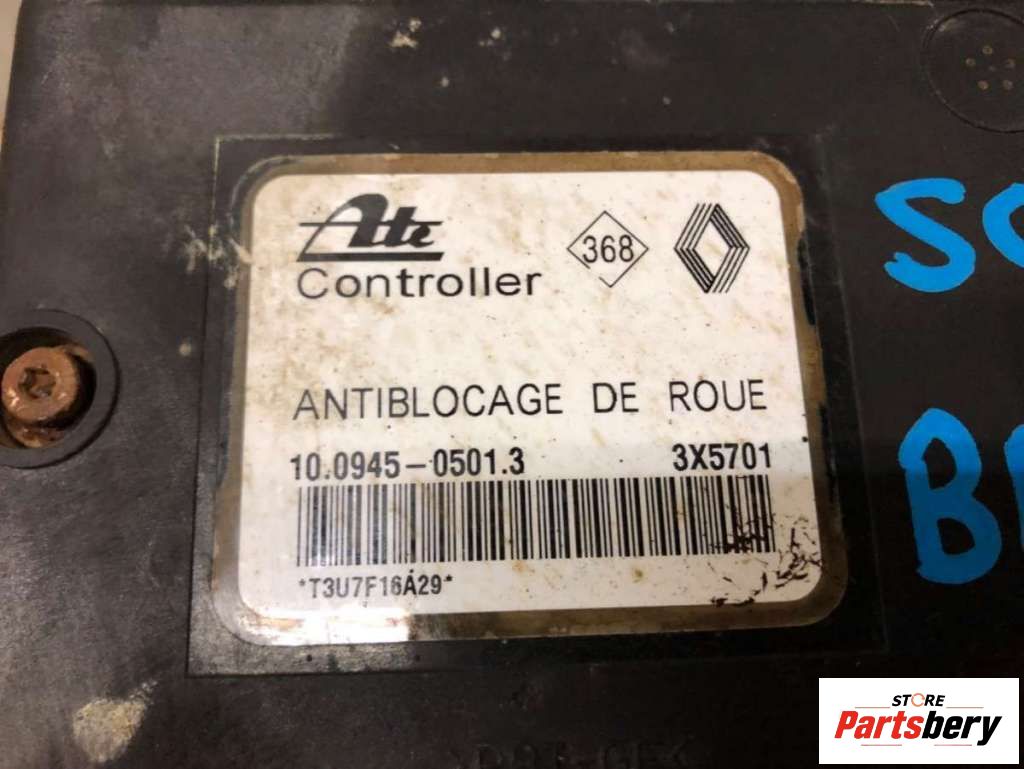 Ate
Controller
368
ANTIBLOCAGE DE ROUE
10.0945-0501.3 3X5701
*T3U7F16A29*
STORE
Partsbery